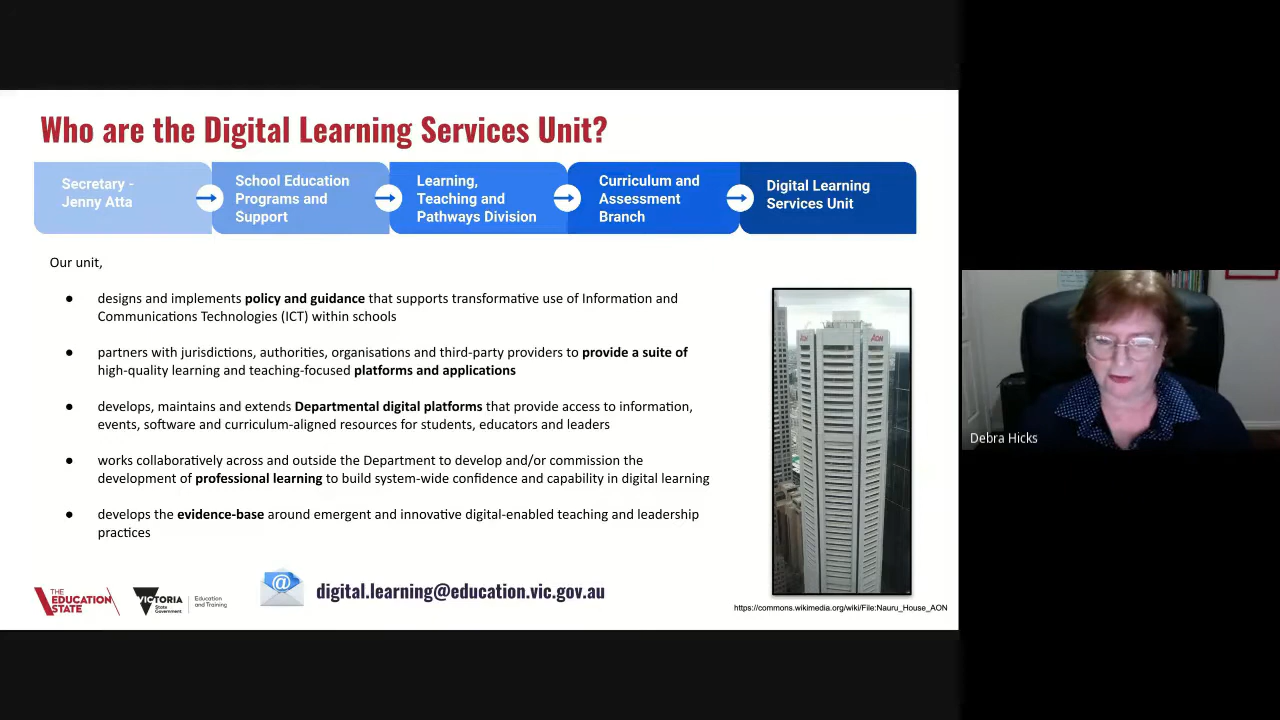 Who are the Digital Learning Services Unit?
Secretary -
Jenny Atta
School Education
Programs and
Support
Learning,
Teaching and
Pathways Division
Curriculum and
Assessment
Branch
Digital Learning
Services Unit
Our unit,
● designs and implements policy and guidance that supports transformative use of Information and
Communications Technologies (ICT) within schools
● partners with jurisdictions, authorities, organisations and third-party providers to provide a suite of
high-quality learning and teaching-focused platforms and applications
● develops, maintains and extends Departmental digital platforms that provide access to information,
events, software and curriculum-aligned resources for students, educators and leaders
● works collaboratively across and outside the Department to develop and/or commission the
development of professional learning to build system-wide confidence and capability in digital learning
● develops the evidence-base around emergent and innovative digital-enabled teaching and leadership
practices
AON
AON
THE
EDUCATION
STATE
VICTORIA
State
Government
Education
and Training
@
digital.learning@education.vic.gov.au
https://commons.wikimedia.org/wiki/File:Nauru_House_AON
Debra Hicks